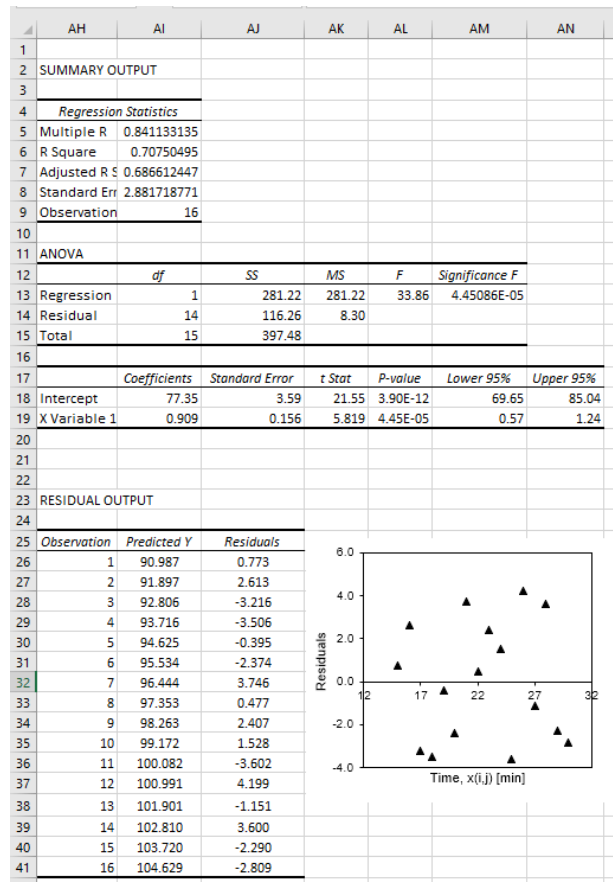 AH AI AJ AK AL AM AN
1
2 SUMMARY OUTPUT
3
4 Regression Statistics
5 Multiple R 0.841133135
6 R Square 0.70750495
7 Adjusted R S 0.686612447
8 Standard Err 2.881718771
9 Observation 16
10
11 ANOVA
12 df SS MS F Significance F
13 Regression 1 281.22 281.22 33.86 4.45086E-05
14 Residual 14 116.26 8.30
15 Total 15 397.48
16
17 Coefficients Standard Error t Stat P-value Lower 95% Upper 95%
18 Intercept 77.35 3.59 21.55 3.90E-12 69.65 85.04
19 X Variable 1 0.909 0.156 5.819 4.45E-05 0.57 1.24
20
21
22
23 RESIDUAL OUTPUT
24
25 Observation Predicted Y Residuals
26 1 90.987 0.773
27 2 91.897 2.613
28 3 92.806 -3.216
29 4 93.716 -3.506
30 5 94.625 -0.395
31 6 95.534 -2.374
32 7 96.444 3.746
33 8 97.353 0.477
34 9 98.263 2.407
35 10 99.172 1.528
36 11 100.082 -3.602
37 12 100.991 4.199
38 13 101.901 -1.151
39 14 102.810 3.600
40 15 103.720 -2.290
41 16 104.629 -2.809
6.0
4.0
2.0
0.0
-2.0
-4.0
Residuals
12 17 22 27 32
Time, x(i,j) [min]